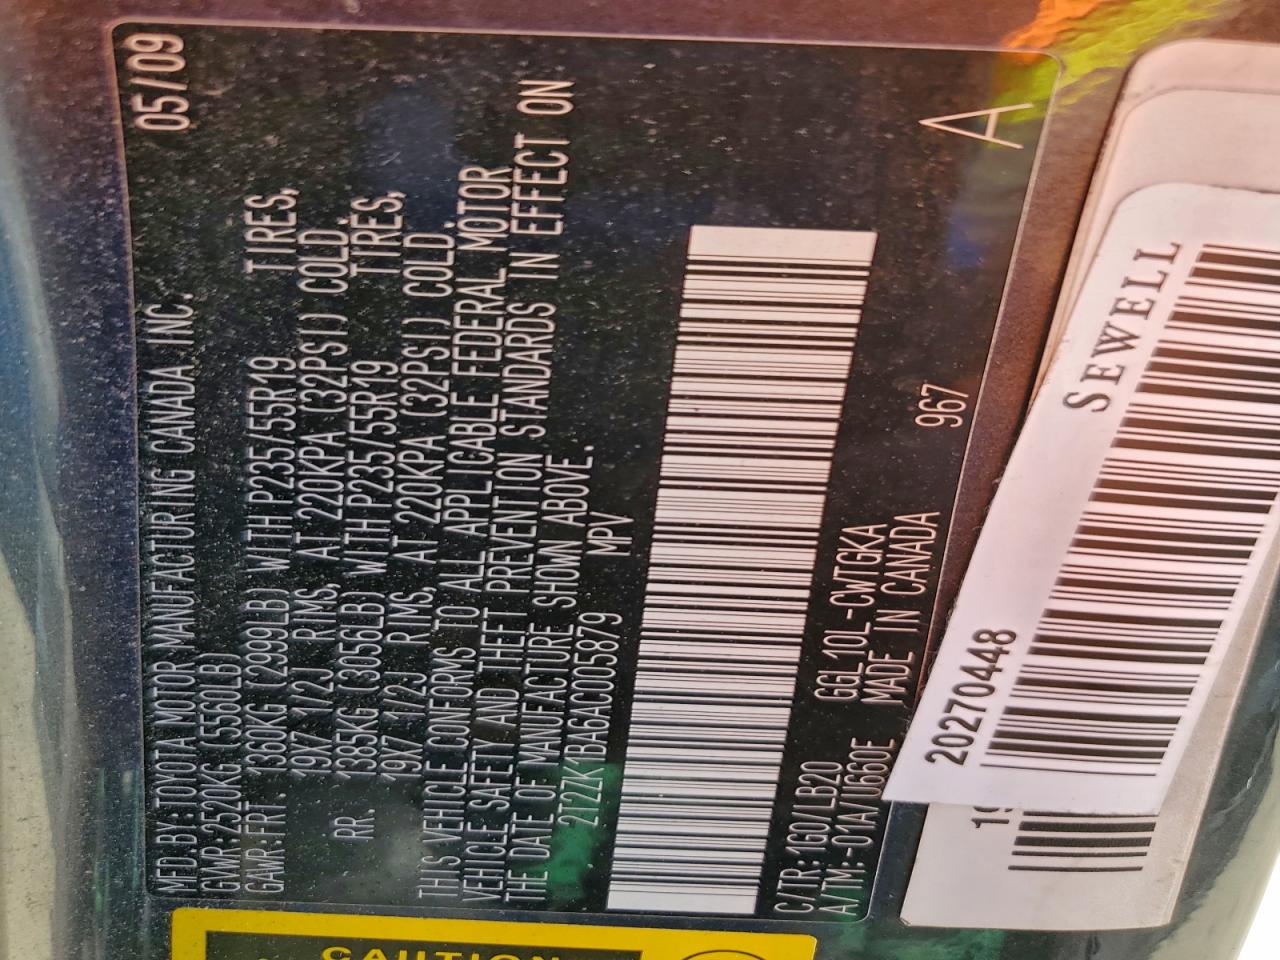 MFD.BY:TOYOTA MOTOR MANUFACTURING CANADA INC. 05/09
GVWR:2520KG (5560LB)
GAWR:FRT. 1360KG (2999LB) WITH P235/55R19 TIRES,
19X7 1/2J RIMS, AT 220KPA (32PSI) COLD.
RR. 1385KG (3056LB) WITH P235/55R19 TIRES,
19X7 1/2J RIMS, AT 220KPA (32PSI) COLD.
THIS VEHICLE CONFORMS TO ALL APPLICABLE FEDERAL MOTOR
VEHICLE SAFETY AND THEFT PREVENTION STANDARDS IN EFFECT ON
THE DATE OF MANUFACTURE SHOWN ABOVE.
2T2ZK1BA6AC005879 MPV
C/TR:1G0/LB20 GGL10L-CWTGKA
A/TM:-01A/U660E MADE IN CANADA 967
A
SEWELL
20270448
19
CAUTION